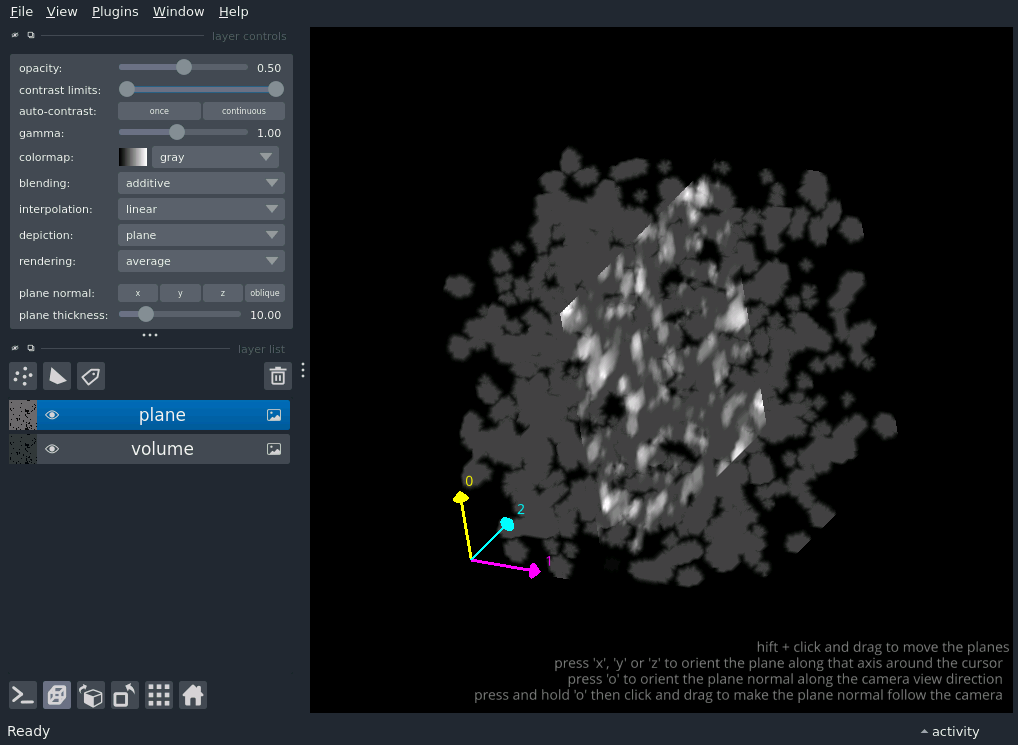 File View Plugins Window Help
layer controls
opacity: 0.50
contrast limits:
auto-contrast: once continuous
gamma: 1.00
colormap: gray
blending: additive
interpolation: linear
depiction: plane
rendering: average
plane normal: x y z oblique
plane thickness: 10.00
layer list
plane
volume
0
2
1
hift + click and drag to move the planes
press 'x', 'y' or 'z' to orient the plane along that axis around the cursor
press 'o' to orient the plane normal along the camera view direction
press and hold 'o' then click and drag to make the plane normal follow the camera
Ready activity